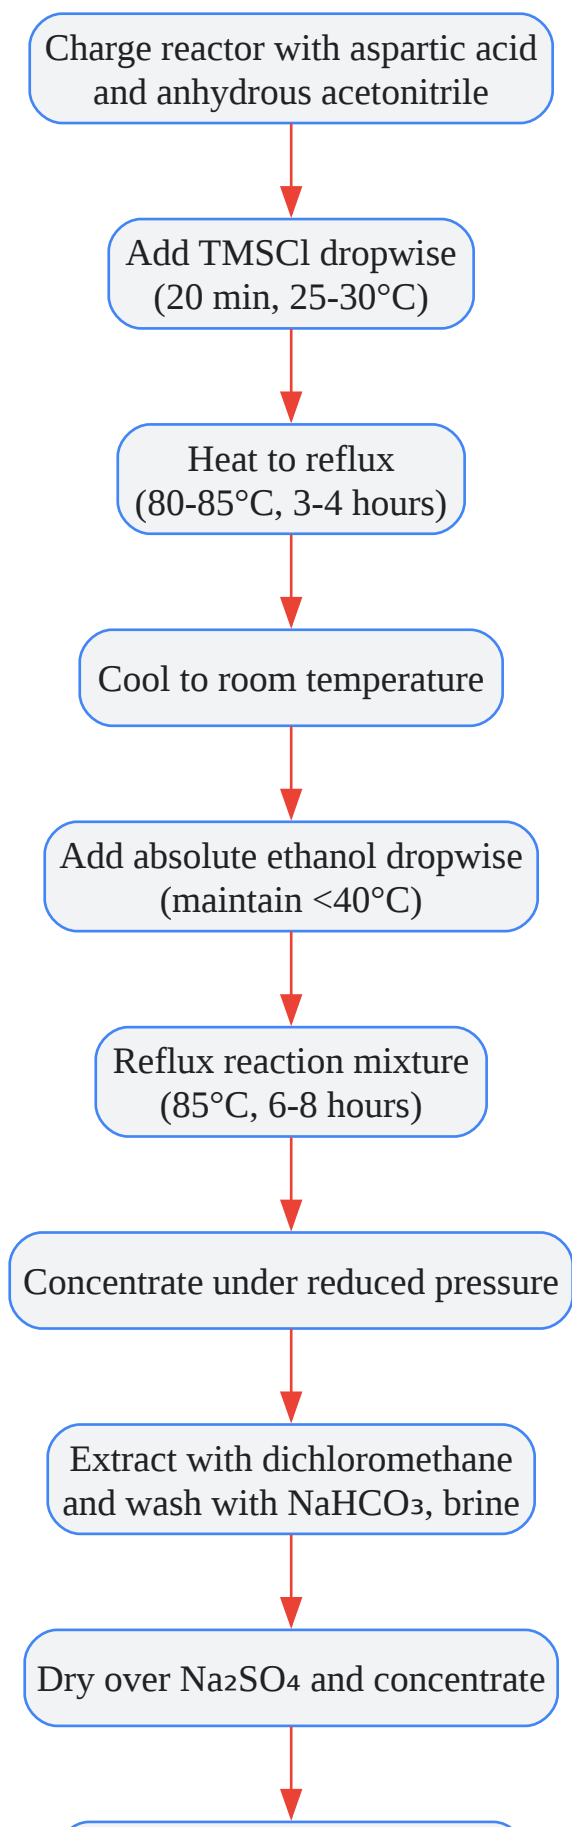 Charge reactor with aspartic acid
and anhydrous acetonitrile
Add TMSCl dropwise
(20 min, 25-30°C)
Heat to reflux
(80-85°C, 3-4 hours)
Cool to room temperature
Add absolute ethanol dropwise
(maintain <40°C)
Reflux reaction mixture
(85°C, 6-8 hours)
Concentrate under reduced pressure
Extract with dichloromethane
and wash with NaHCO₃, brine
Dry over Na₂SO₄ and concentrate